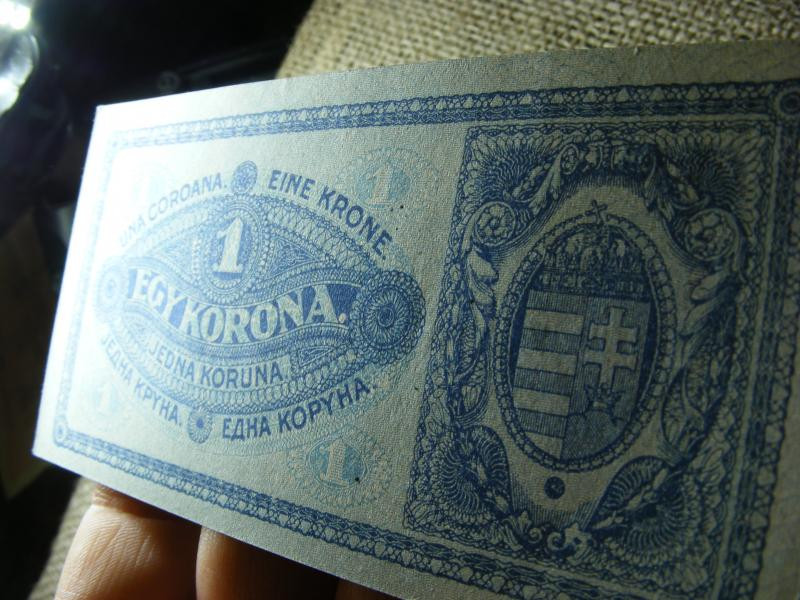 UNA COROANA. EINE KRONE.
1
1
EGY KORONA.
JEDNA KORUNA.
ЈЕДНА КРУНА. ЕДНА КОРУНА.
1
1